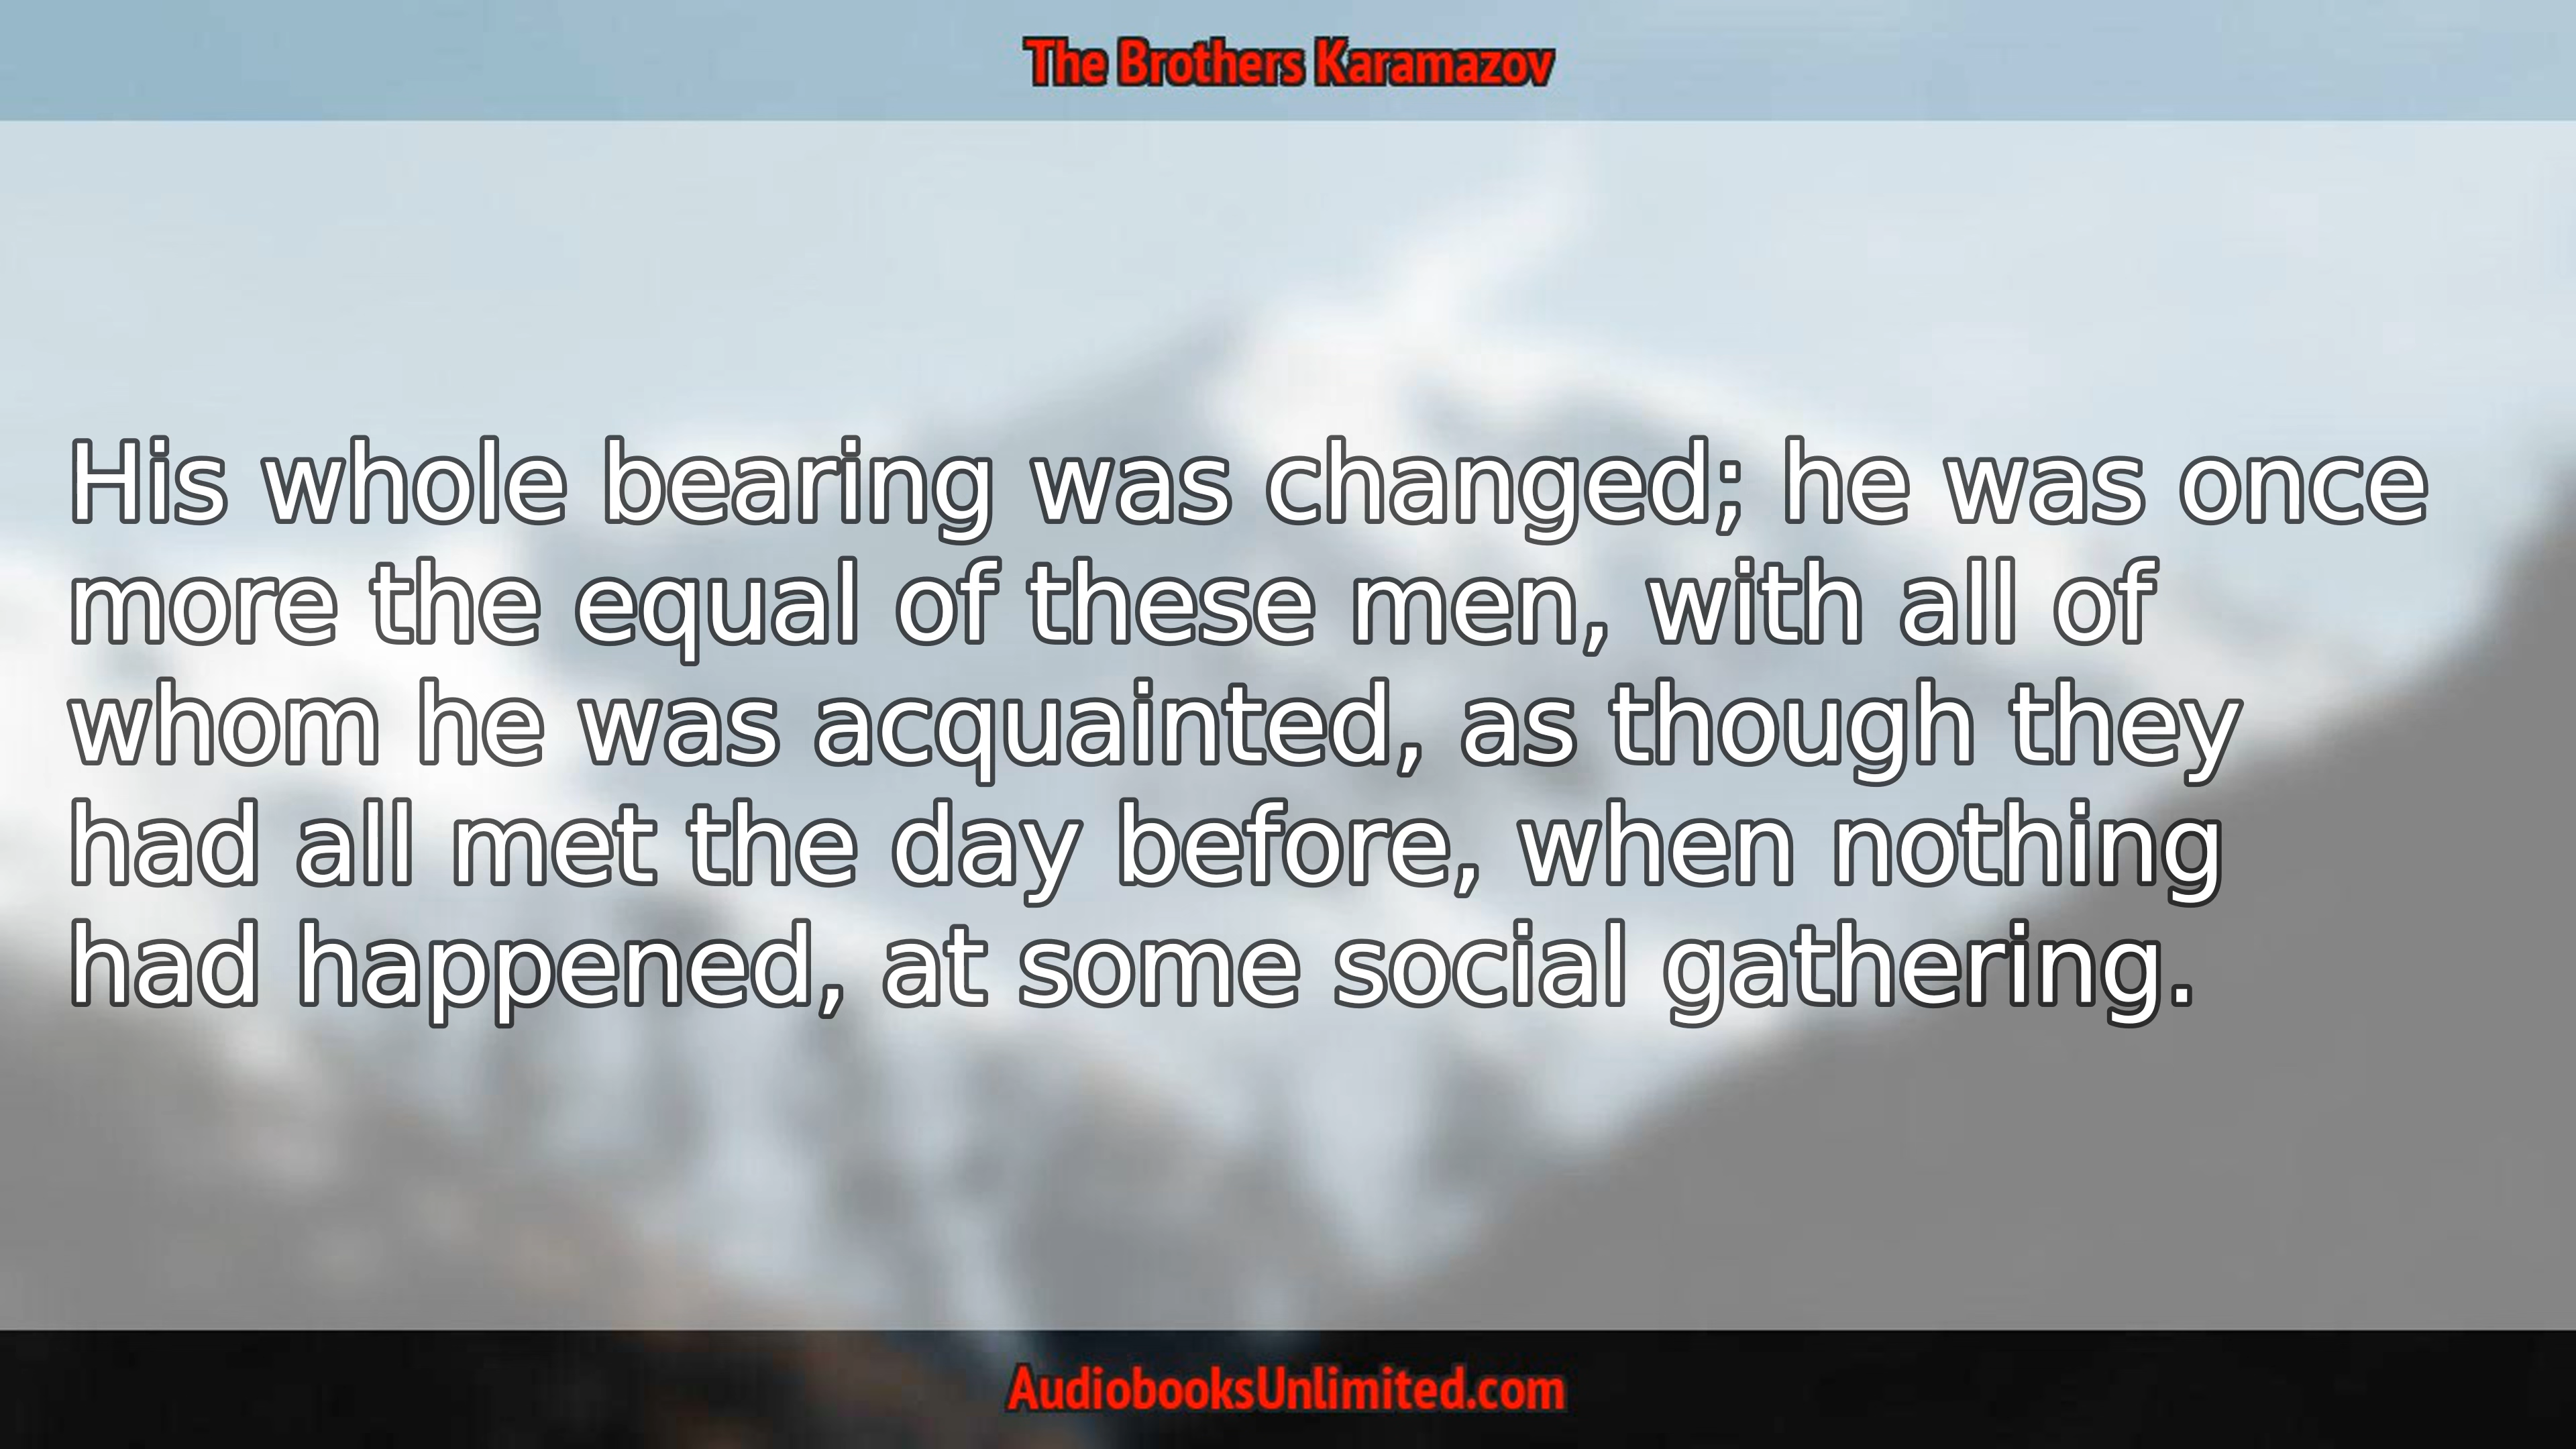 The Brothers Karamazov
His whole bearing was changed; he was once
more the equal of these men, with all of
whom he was acquainted, as though they
had all met the day before, when nothing
had happened, at some social gathering.
AudiobooksUnlimited.com